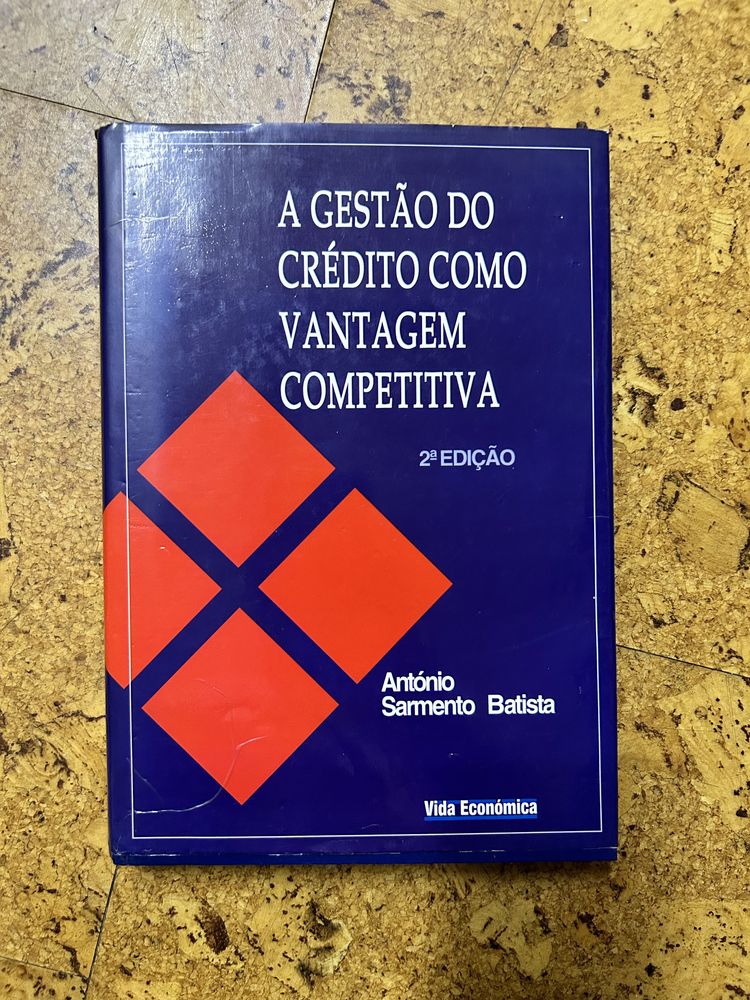 A GESTÃO DO
CRÉDITO COMO
VANTAGEM
COMPETITIVA
2ª EDIÇÃO
António
Sarmento Batista
Vida Económica